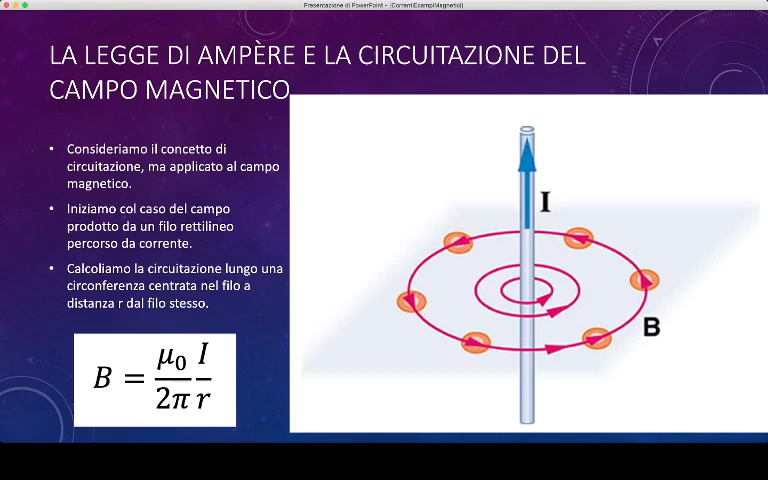 Presentazione di PowerPoint - [CorrentiEcampiMagnetici]
LA LEGGE DI AMPÈRE E LA CIRCUITAZIONE DEL
CAMPO MAGNETICO
• Consideriamo il concetto di
circuitazione, ma applicato al campo
magnetico.
• Iniziamo col caso del campo
prodotto da un filo rettilineo
percorso da corrente.
• Calcoliamo la circuitazione lungo una
circonferenza centrata nel filo a
distanza r dal filo stesso.
B = μ₀/2π I/r
I
B